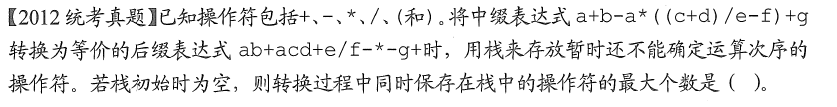 【2012 统考真题】已知操作符包括+、-、*、/、(和)。将中缀表达式 a+b-a*((c+d)/e-f)+g
转换为等价的后缀表达式 ab+acd+e/f-*-g+时，用栈来存放暂时还不能确定运算次序的
操作符。若栈初始时为空，则转换过程中同时保存在栈中的操作符的最大个数是（ ）。